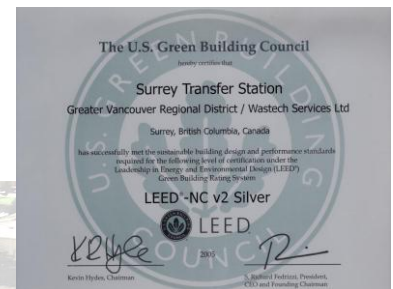 The U.S. Green Building Council
hereby certifies that
Surrey Transfer Station
Greater Vancouver Regional District / Wastech Services Ltd
Surrey, British Columbia, Canada
has successfully met the sustainable building design and performance standards
required for the following level of certification under the
Leadership in Energy and Environmental Design (LEED®)
Green Building Rating System
LEED®-NC v2 Silver
LEED
2005
Kevin Hydes, Chairman
S. Richard Fedrizzi, President,
CEO and Founding Chairman
U.S. GREEN BUILDING COUNCIL